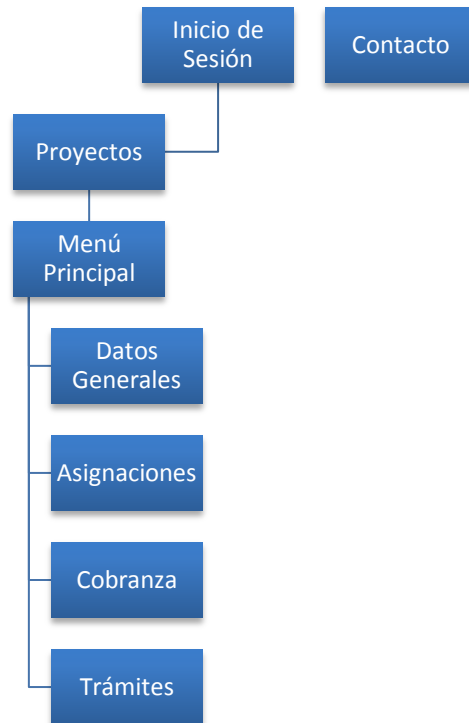 Inicio de
Sesión
Contacto
Proyectos
Menú
Principal
Datos
Generales
Asignaciones
Cobranza
Trámites